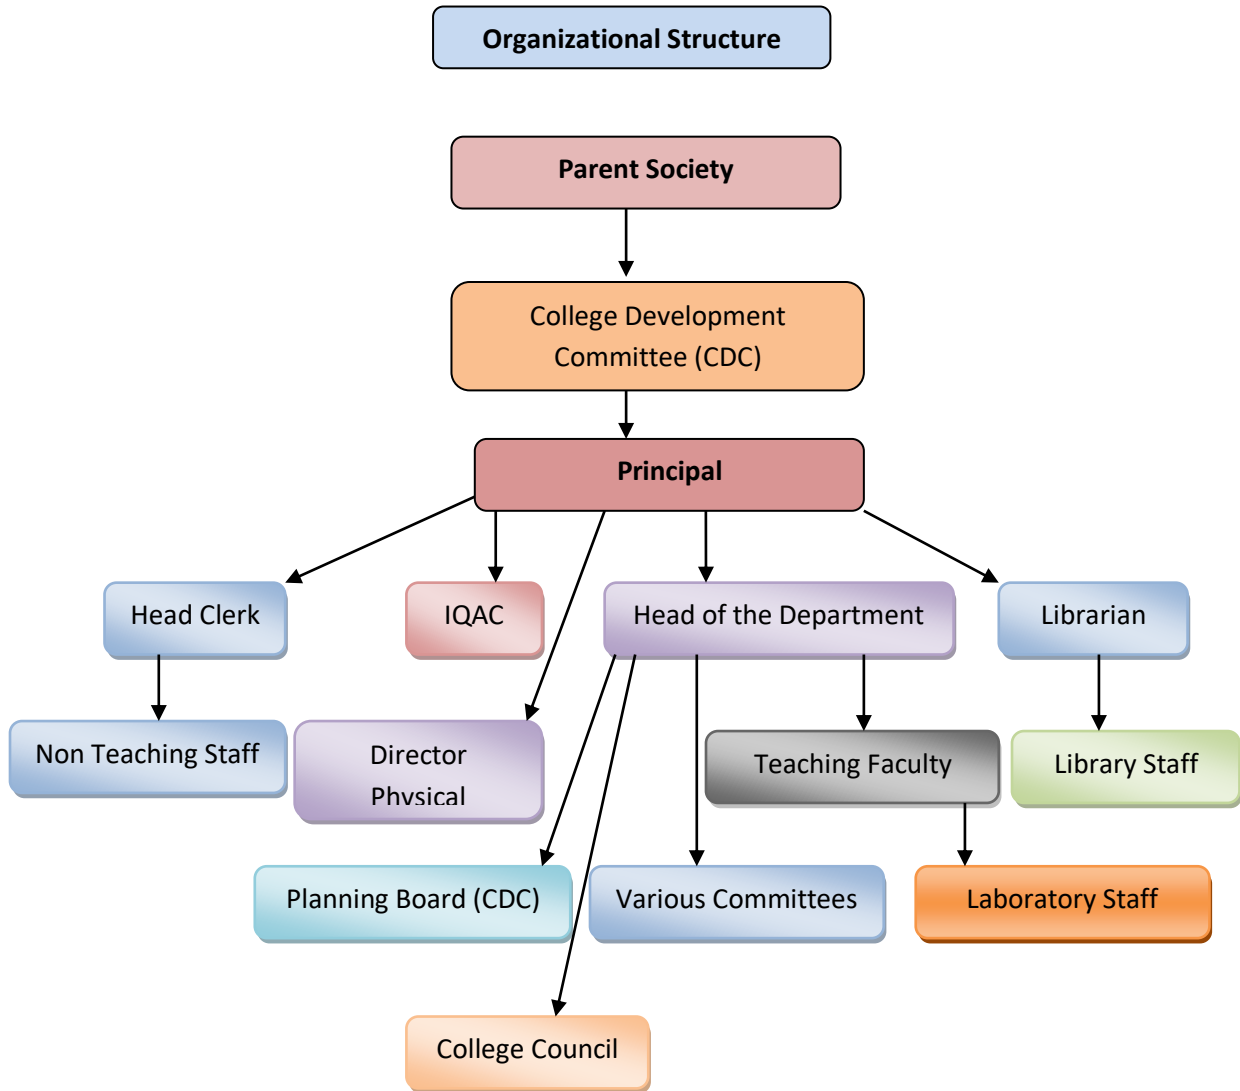 Organizational Structure
Parent Society
College Development
Committee (CDC)
Principal
Head Clerk
IQAC
Head of the Department
Librarian
Non Teaching Staff
Director
Physical
Teaching Faculty
Library Staff
Planning Board (CDC)
Various Committees
Laboratory Staff
College Council